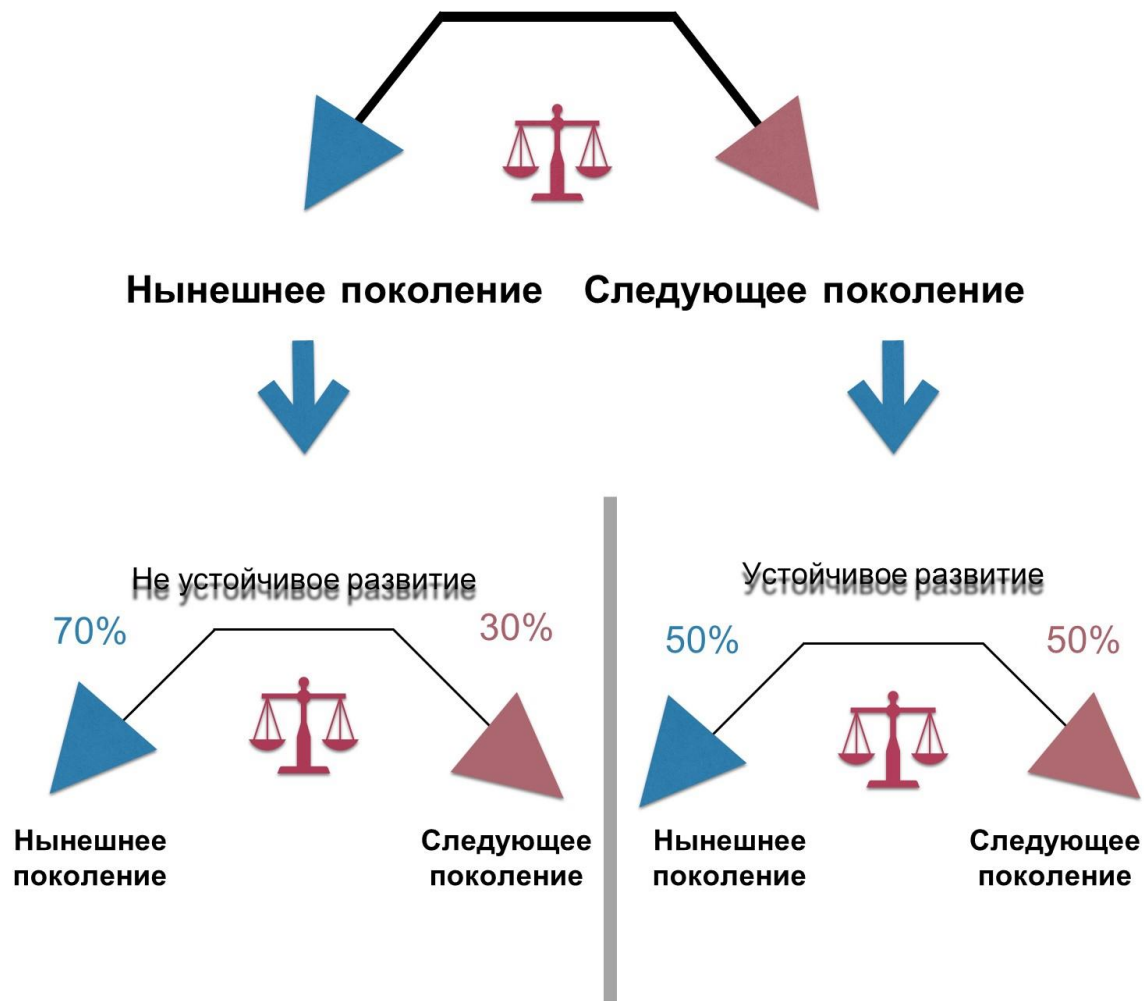 Нынешнее поколение Следующее поколение
Не устойчивое развитие
70% 30%
Нынешнее
поколение
Следующее
поколение
Устойчивое развитие
50% 50%
Нынешнее
поколение
Следующее
поколение